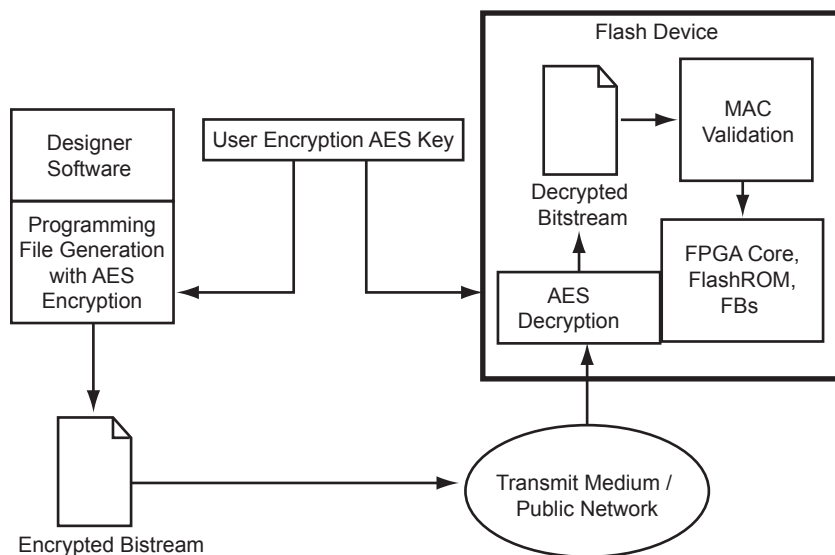 Flash Device
MAC
Validation
Designer
Software
User Encryption AES Key
Decrypted
Bitstream
Programming
File Generation
with AES
Encryption
FPGA Core,
FlashROM,
FBs
AES
Decryption
Transmit Medium /
Public Network
Encrypted Bistream